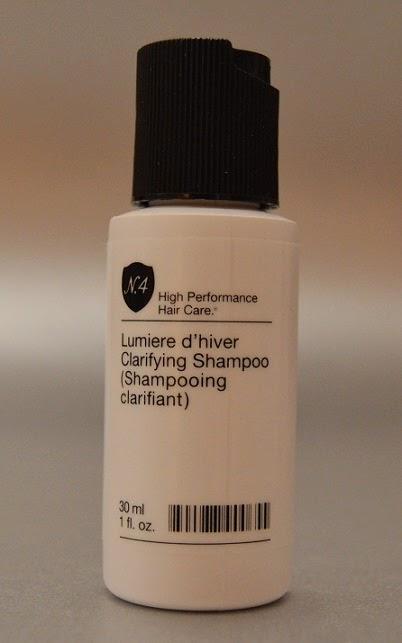 N.4
High Performance
Hair Care.®
Lumiere d'hiver
Clarifying Shampoo
(Shampooing
clarifiant)
30 ml
1 fl. oz.